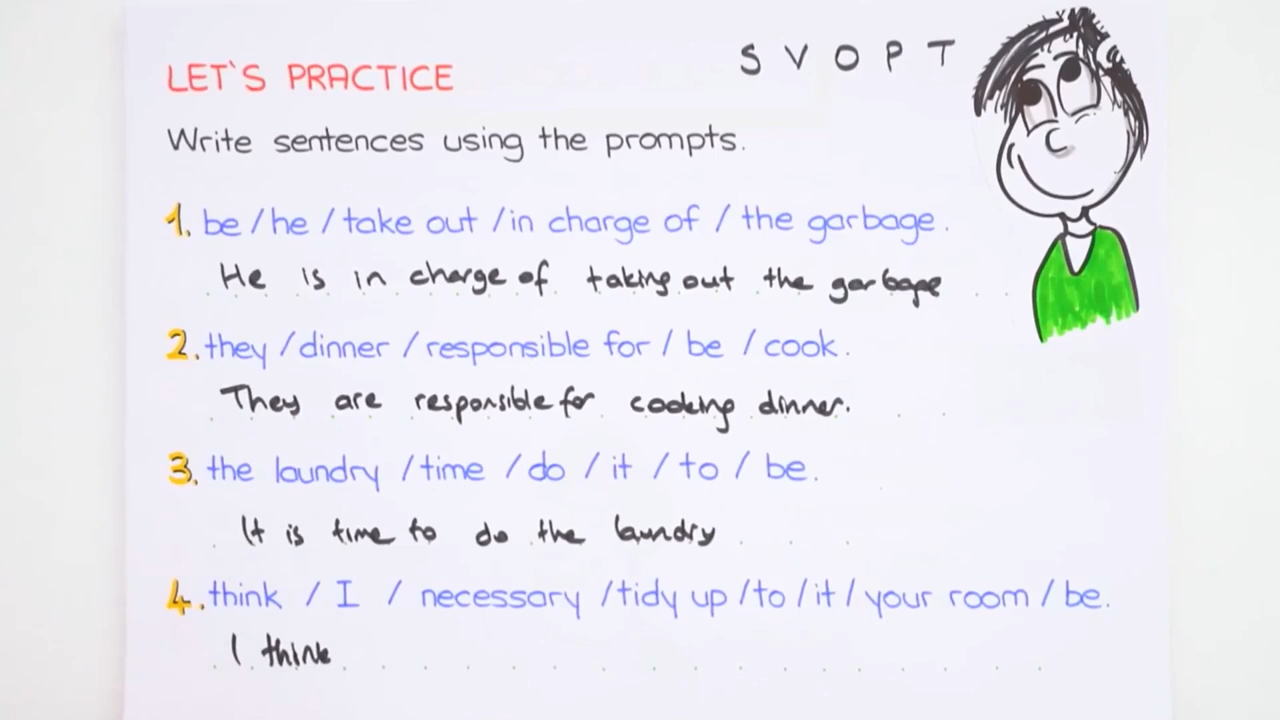 S V O P T
LET'S PRACTICE
Write sentences using the prompts.
1. be / he / take out / in charge of / the garbage.
He is in charge of taking out the garbage
2. they / dinner / responsible for / be / cook.
They are responsible for cooking dinner.
3. the laundry / time / do / it / to / be.
It is time to do the laundry
4. think / I / necessary / tidy up / to / it / your room / be.
I think